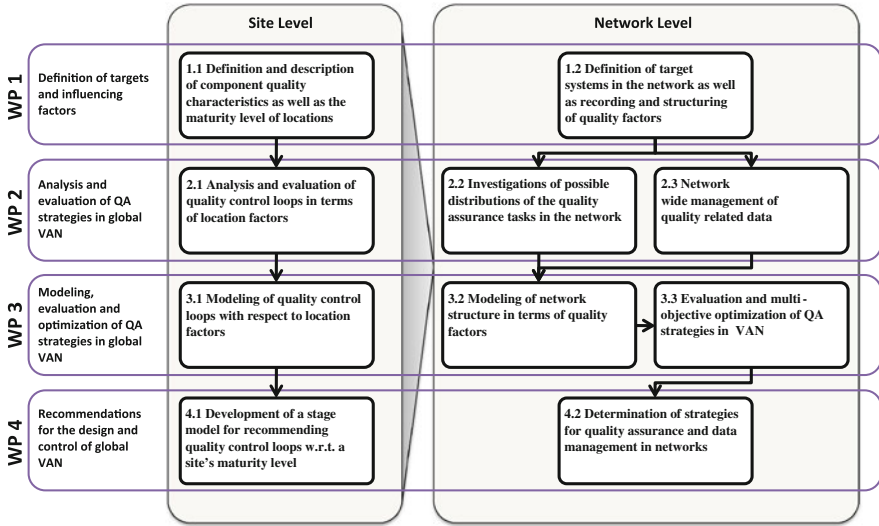 Site Level
Network Level
WP 1
Definition of targets
and influencing
factors
1.1 Definition and description
of component quality
characteristics as well as the
maturity level of locations
1.2 Definition of target
systems in the network as well
as recording and structuring
of quality factors
WP 2
Analysis and
evaluation of QA
strategies in global
VAN
2.1 Analysis and evaluation of
quality control loops in terms
of location factors
2.2 Investigations of possible
distributions of the quality
assurance tasks in the network
2.3 Network
wide management of
quality related data
WP 3
Modeling,
evaluation and
optimization of QA
strategies in global
VAN
3.1 Modeling of quality control
loops with respect to location
factors
3.2 Modeling of network
structure in terms of quality
factors
3.3 Evaluation and multi -
objective optimization of QA
strategies in VAN
WP 4
Recommendations
for the design and
control of global
VAN
4.1 Development of a stage
model for recommending
quality control loops w.r.t. a
site's maturity level
4.2 Determination of strategies
for quality assurance and data
management in networks